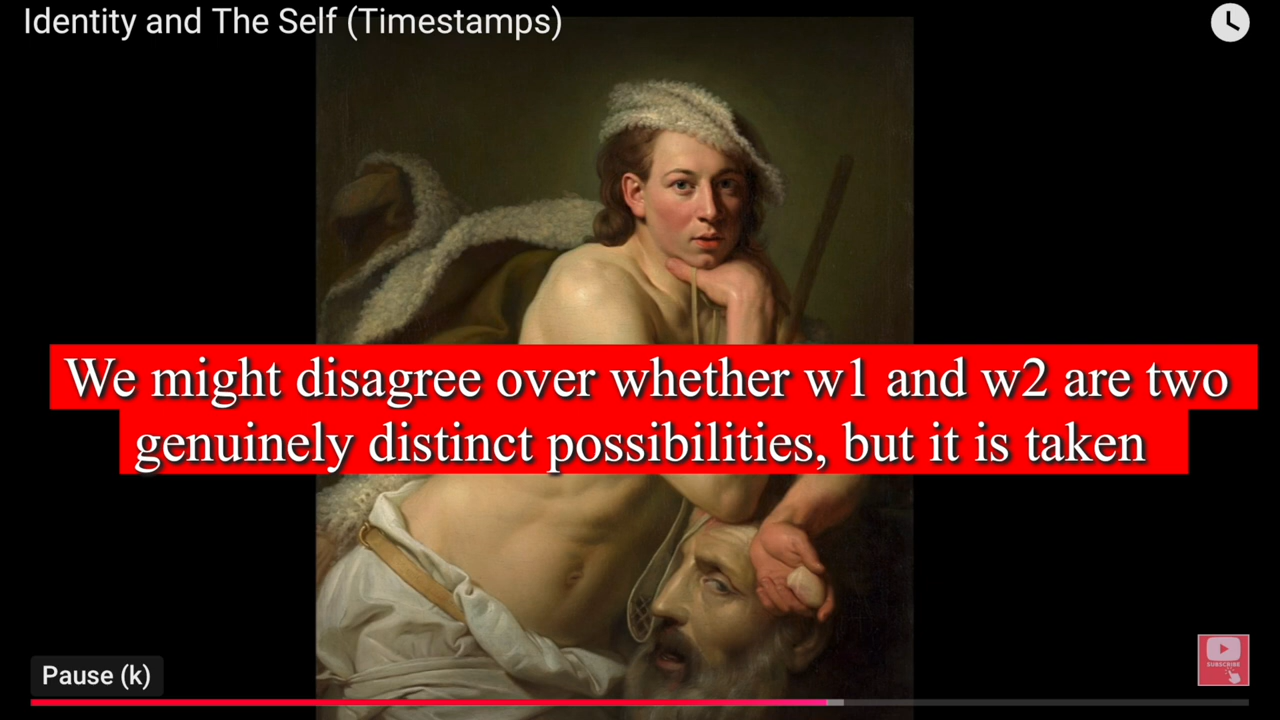 Identity and The Self (Timestamps)
We might disagree over whether w1 and w2 are two
genuinely distinct possibilities, but it is taken
SUBSCRIBE
Pause (k)